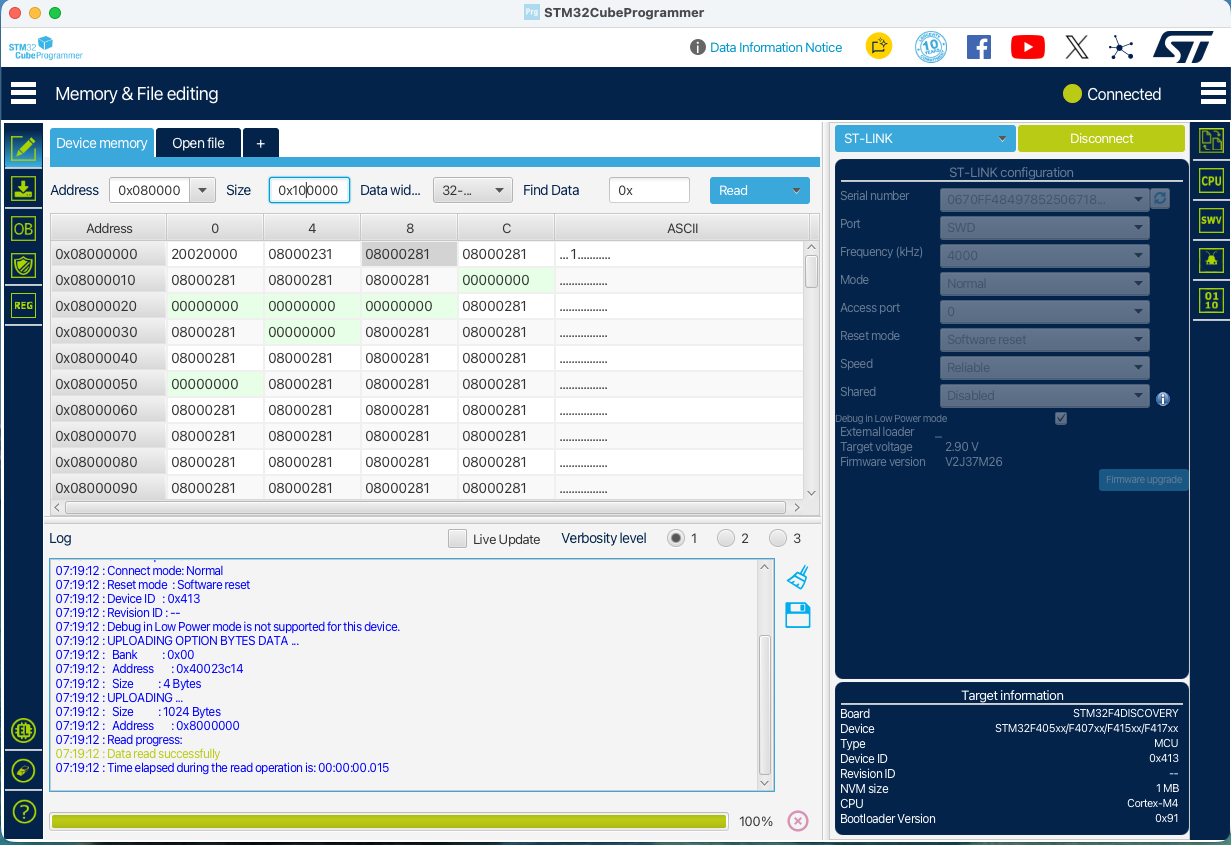 Prg STM32CubeProgrammer
STM32
CubeProgrammer
Data Information Notice
10
Memory & File editing
Connected
Device memory
Open file
+
ST-LINK
Disconnect
Address
0x080000
Size
0x100000
Data wid...
32-...
Find Data
0x
Read
Address 0 4 8 C ASCII
0x08000000 20020000 08000231 08000281 08000281 ... 1...........
0x08000010 08000281 08000281 08000281 00000000 ................
0x08000020 00000000 00000000 00000000 08000281 ................
0x08000030 08000281 00000000 08000281 08000281 ................
0x08000040 08000281 08000281 08000281 08000281 ................
0x08000050 00000000 08000281 08000281 08000281 ................
0x08000060 08000281 08000281 08000281 08000281 ................
0x08000070 08000281 08000281 08000281 08000281 ................
0x08000080 08000281 08000281 08000281 08000281 ................
0x08000090 08000281 08000281 08000281 08000281 ................
Log
Live Update
Verbosity level
1
2
3
07:19:12 : Connect mode: Normal
07:19:12 : Reset mode : Software reset
07:19:12 : Device ID : 0x413
07:19:12 : Revision ID : --
07:19:12 : Debug in Low Power mode is not supported for this device.
07:19:12 : UPLOADING OPTION BYTES DATA ...
07:19:12 : Bank : 0x00
07:19:12 : Address : 0x40023c14
07:19:12 : Size : 4 Bytes
07:19:12 : UPLOADING ...
07:19:12 : Size : 1024 Bytes
07:19:12 : Address : 0x8000000
07:19:12 : Read progress:
07:19:12 : Data read successfully
07:19:12 : Time elapsed during the read operation is: 00:00:00.015
100%
ST-LINK configuration
Serial number 0670FF48497852506718...
Port SWD
Frequency (kHz) 4000
Mode Normal
Access port 0
Reset mode Software reset
Speed Reliable
Shared Disabled
Debug in Low Power mode
External loader _
Target voltage 2.90 V
Firmware version V2J37M26
Firmware upgrade
Target information
Board STM32F4DISCOVERY
Device STM32F405xx/F407xx/F415xx/F417xx
Type MCU
Device ID 0x413
Revision ID --
NVM size 1 MB
CPU Cortex-M4
Bootloader Version 0x91
OB
REG
?
CPU
SWV
01
10
ST